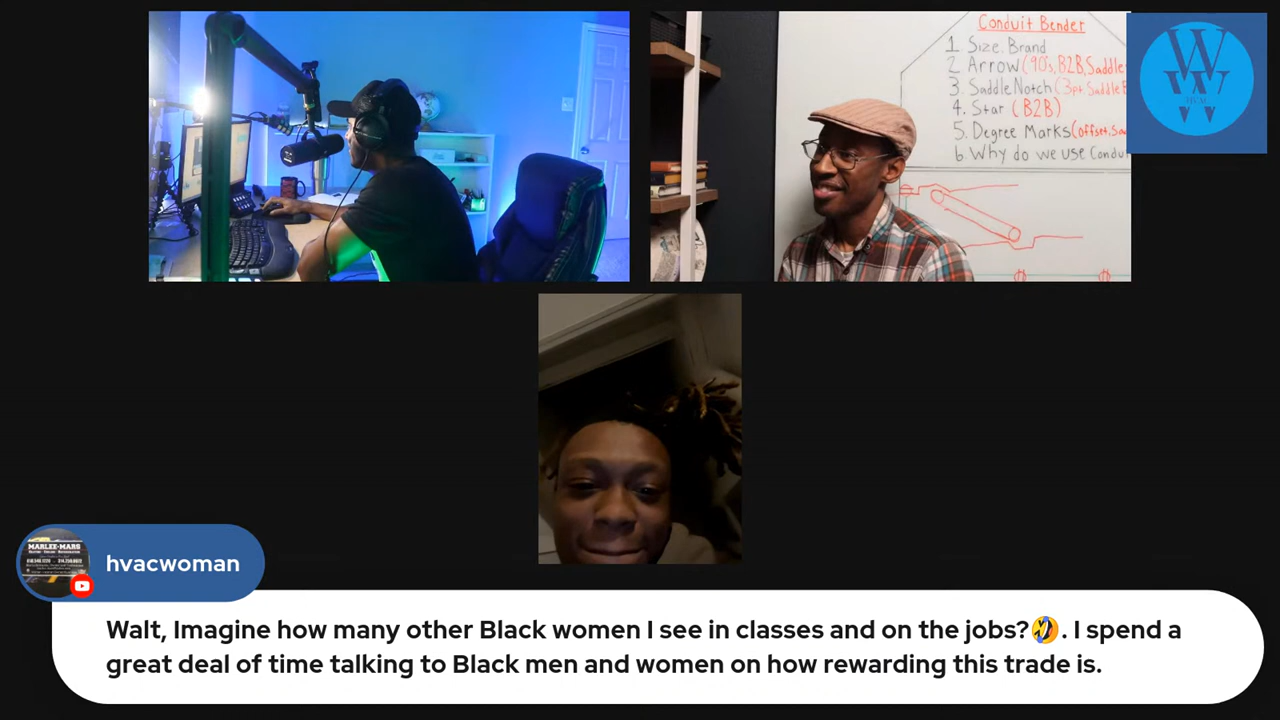 Conduit Bender
1. Size, Brand
2 Arrow (90's, B2B, Saddle
3. Saddle Notch (3pt. Saddle B
4. Star (B2B)
5. Degree Marks (offset, Sa
6 Why do we use Condu
W
W W
HVAC
MARLEE-MARS
hvacwoman
Walt, Imagine how many other Black women I see in classes and on the jobs?🤣. I spend a
great deal of time talking to Black men and women on how rewarding this trade is.